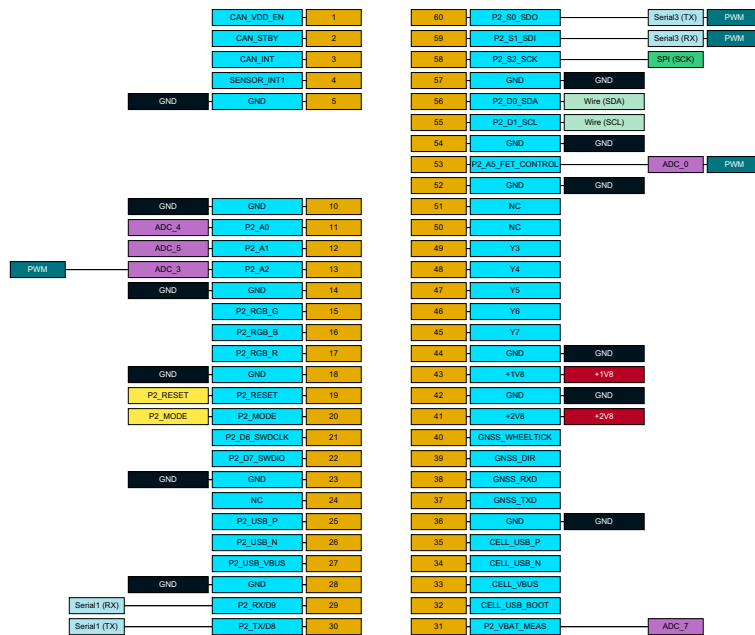 CAN_VDD_EN 1
CAN_STBY 2
CAN_INT 3
SENSOR_INT1 4
GND GND 5
GND GND 10
ADC_4 P2_A0 11
ADC_5 P2_A1 12
PWM ADC_3 P2_A2 13
GND GND 14
P2_RGB_G 15
P2_RGB_B 16
P2_RGB_R 17
GND GND 18
P2_RESET P2_RESET 19
P2_MODE P2_MODE 20
P2_D6_SWDCLK 21
P2_D7_SWDIO 22
GND GND 23
NC 24
P2_USB_P 25
P2_USB_N 26
P2_USB_VBUS 27
GND GND 28
Serial1 (RX) P2_RX/D9 29
Serial1 (TX) P2_TX/D8 30
60 P2_S0_SDO Serial3 (TX) PWM
59 P2_S1_SDI Serial3 (RX) PWM
58 P2_S2_SCK SPI (SCK)
57 GND GND
56 P2_D0_SDA Wire (SDA)
55 P2_D1_SCL Wire (SCL)
54 GND GND
53 P2_A5_FET_CONTROL ADC_0 PWM
52 GND GND
51 NC
50 NC
49 Y3
48 Y4
47 Y5
46 Y6
45 Y7
44 GND GND
43 +1V8 +1V8
42 GND GND
41 +2V8 +2V8
40 GNSS_WHEELTICK
39 GNSS_DIR
38 GNSS_RXD
37 GNSS_TXD
36 GND GND
35 CELL_USB_P
34 CELL_USB_N
33 CELL_VBUS
32 CELL_USB_BOOT
31 P2_VBAT_MEAS ADC_7